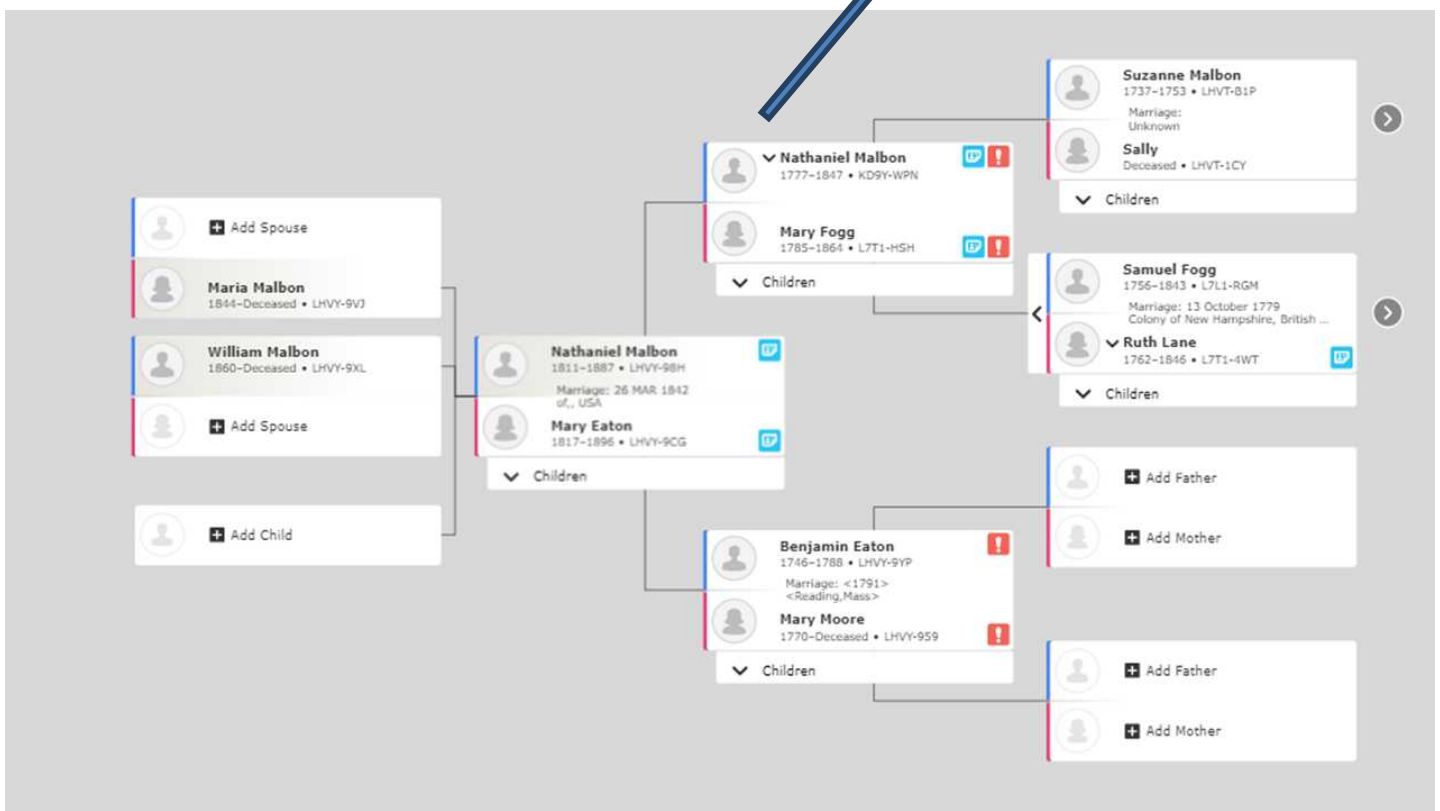 Add Spouse
Maria Malbon
1844–Deceased • LHVY-9VJ
William Malbon
1860–Deceased • LHVY-9XL
Add Spouse
Add Child
Nathaniel Malbon
1811–1887 • LHVY-98H
Marriage: 26 MAR 1842
of,, USA
Mary Eaton
1817–1896 • LHVY-9CG
Children
Nathaniel Malbon
1777–1847 • KD9Y-WPN
Mary Fogg
1785–1864 • L7T1-HSH
Children
Benjamin Eaton
1746–1788 • LHVY-9YP
Marriage: <1791>
<Reading,Mass>
Mary Moore
1770–Deceased • LHVY-959
Children
Suzanne Malbon
1737–1753 • LHVT-B1P
Marriage:
Unknown
Sally
Deceased • LHVT-1CY
Children
Samuel Fogg
1756–1843 • L7L1-RGM
Marriage: 13 October 1779
Colony of New Hampshire, British ...
Ruth Lane
1762–1846 • L7T1-4WT
Children
Add Father
Add Mother
Add Father
Add Mother